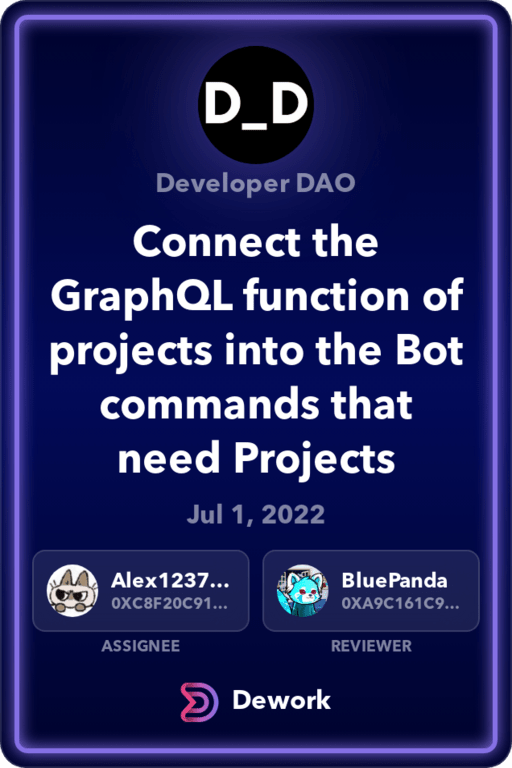 D_D
Developer DAO
Connect the
GraphQL function of
projects into the Bot
commands that
need Projects
Jul 1, 2022
Alex1237...
0XC8F20C91...
ASSIGNEE
BluePanda
0XA9C161C9...
REVIEWER
Dework